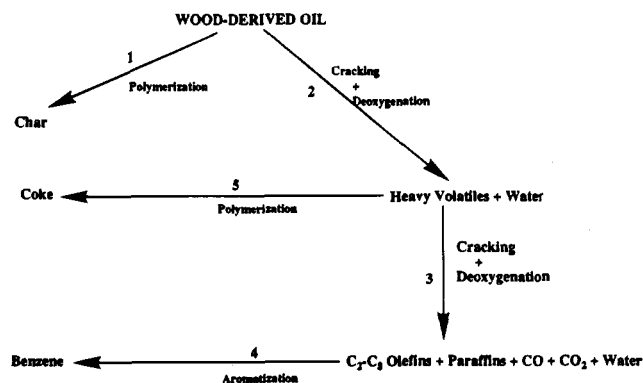 WOOD-DERIVED OIL
1
Polymerization
Cracking
+
Deoxygenation
2
Char
Coke
5
Polymerization
Heavy Volatiles + Water
Cracking
+
Deoxygenation
3
Benzene
4
Aromatization
C₂-C₈ Olefins + Paraffins + CO + CO₂ + Water